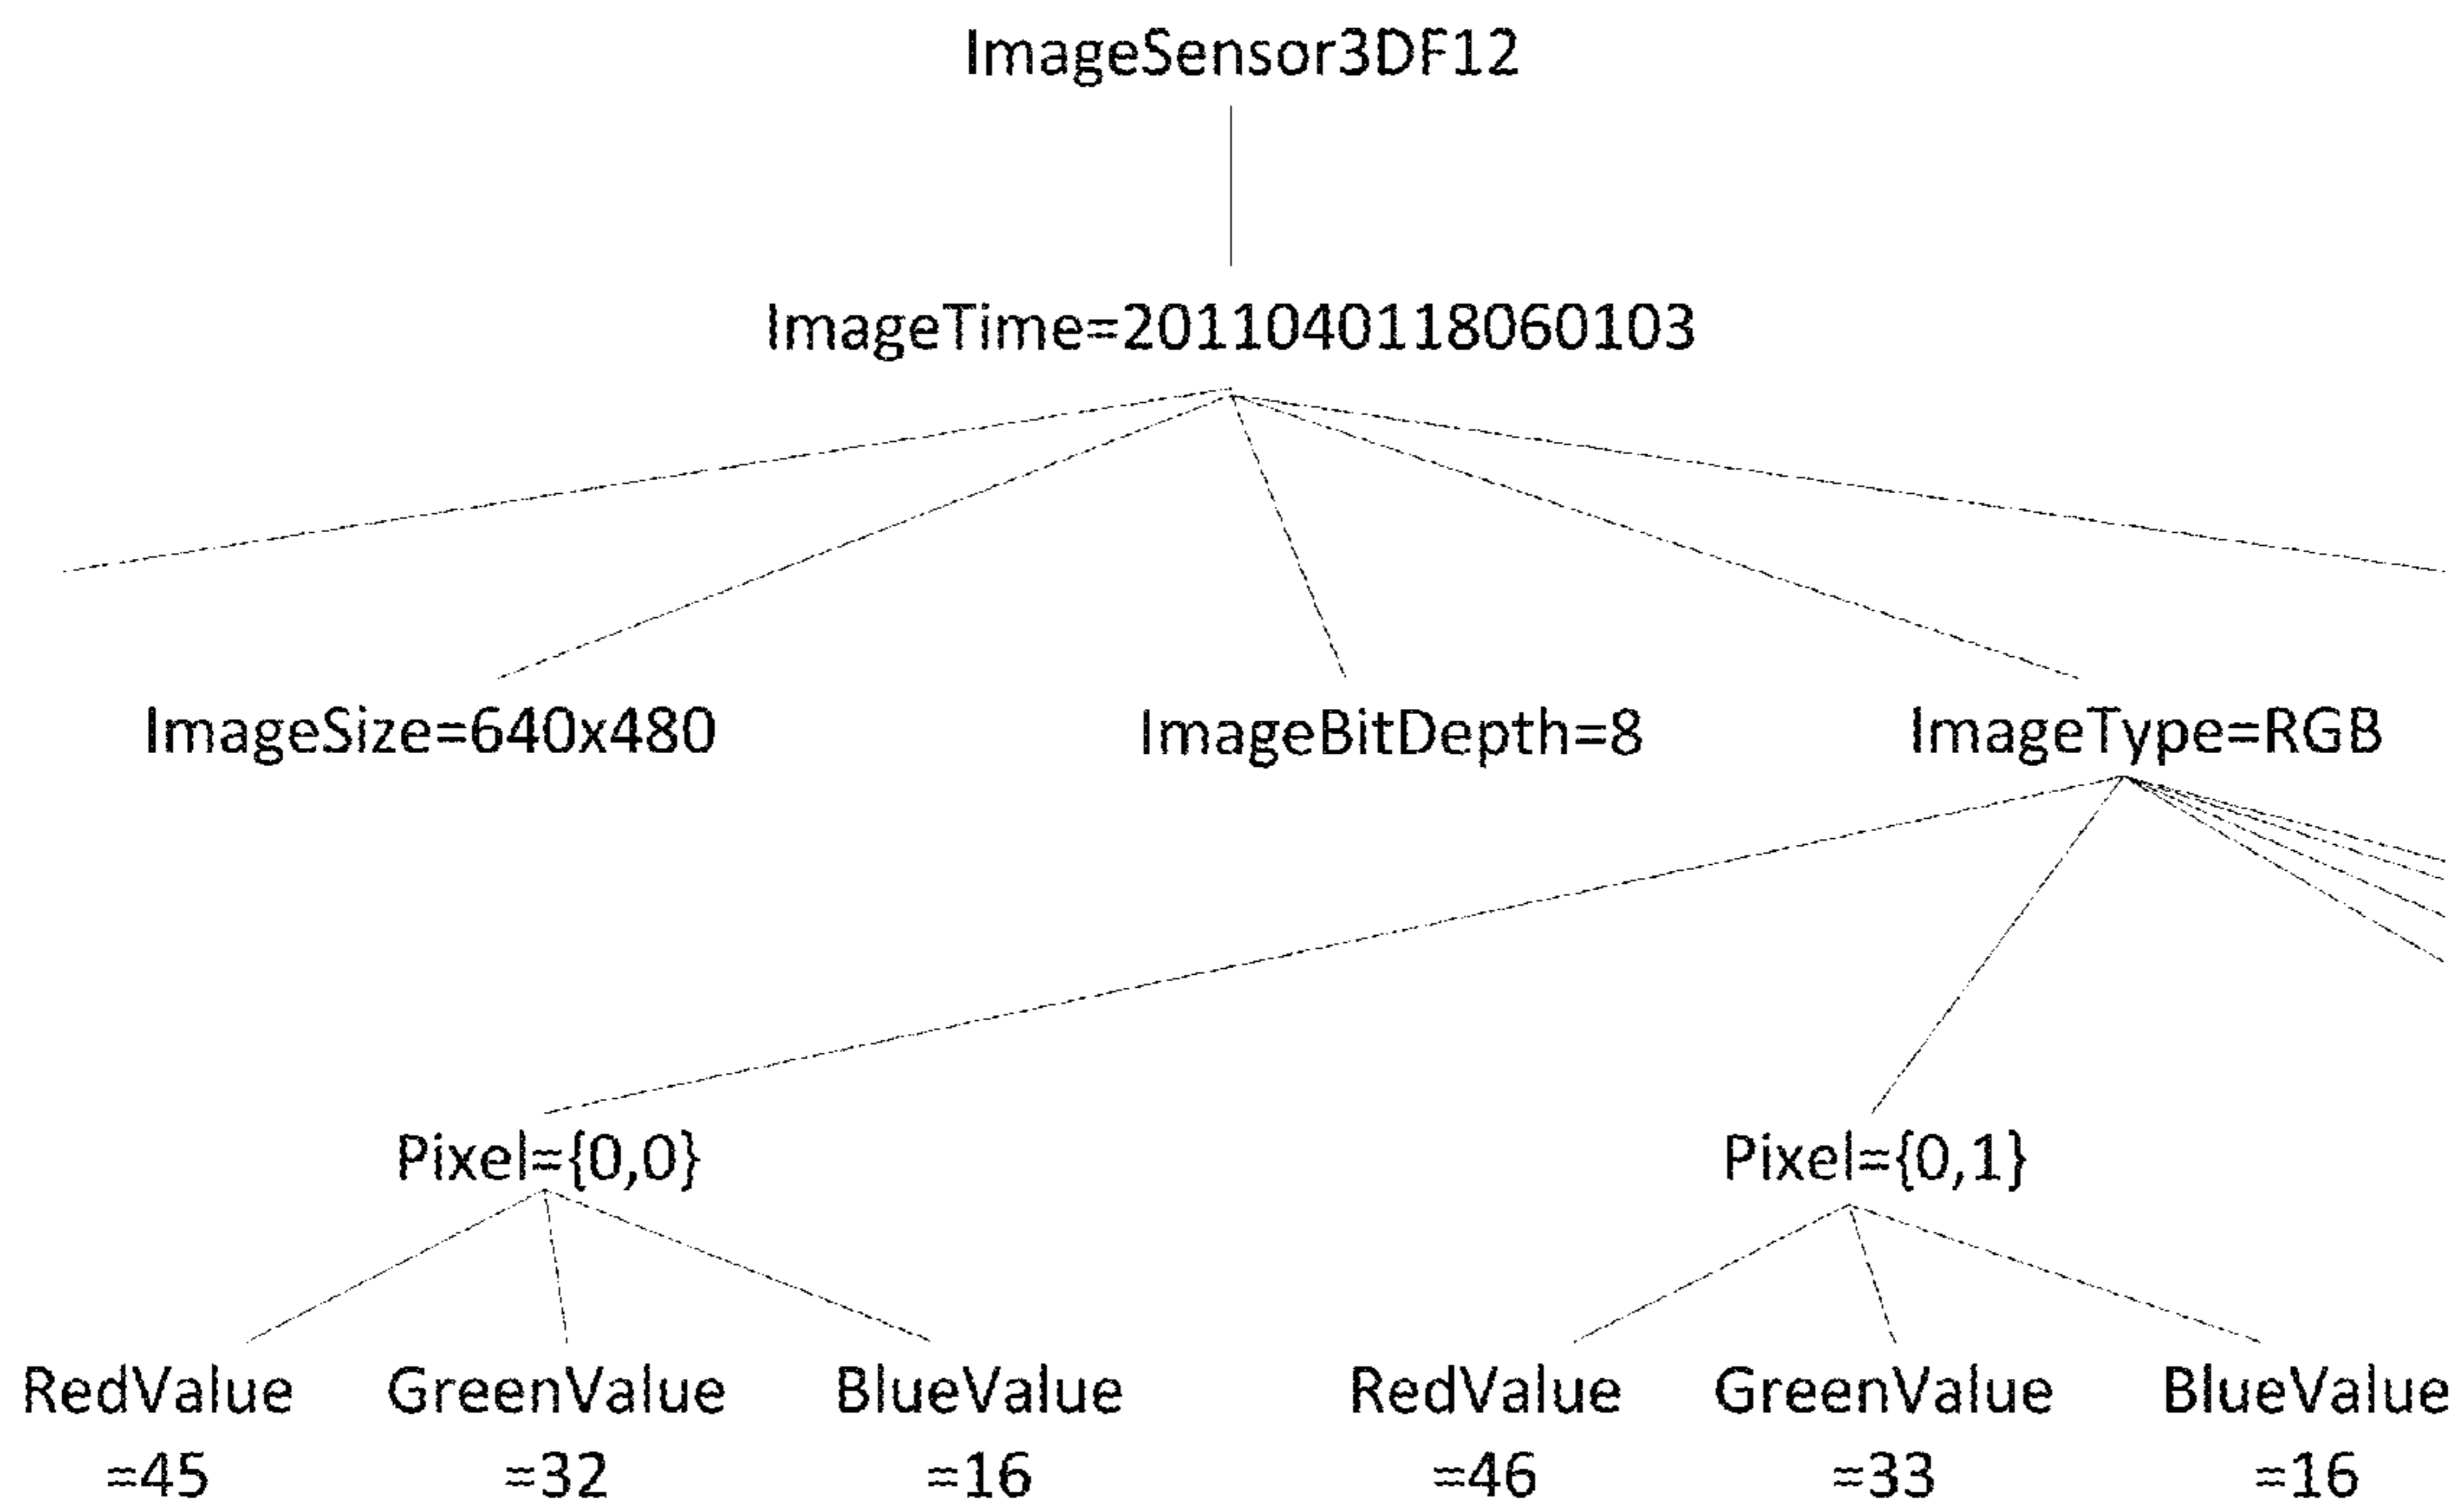 ImageSensor3DF12
ImageTime=2011040118060103
ImageSize=640x480 ImageBitDepth=8 ImageType=RGB
Pixel={0,0} Pixel={0,1}
RedValue GreenValue BlueValue RedValue GreenValue BlueValue
=45 =32 =16 =46 =33 =16